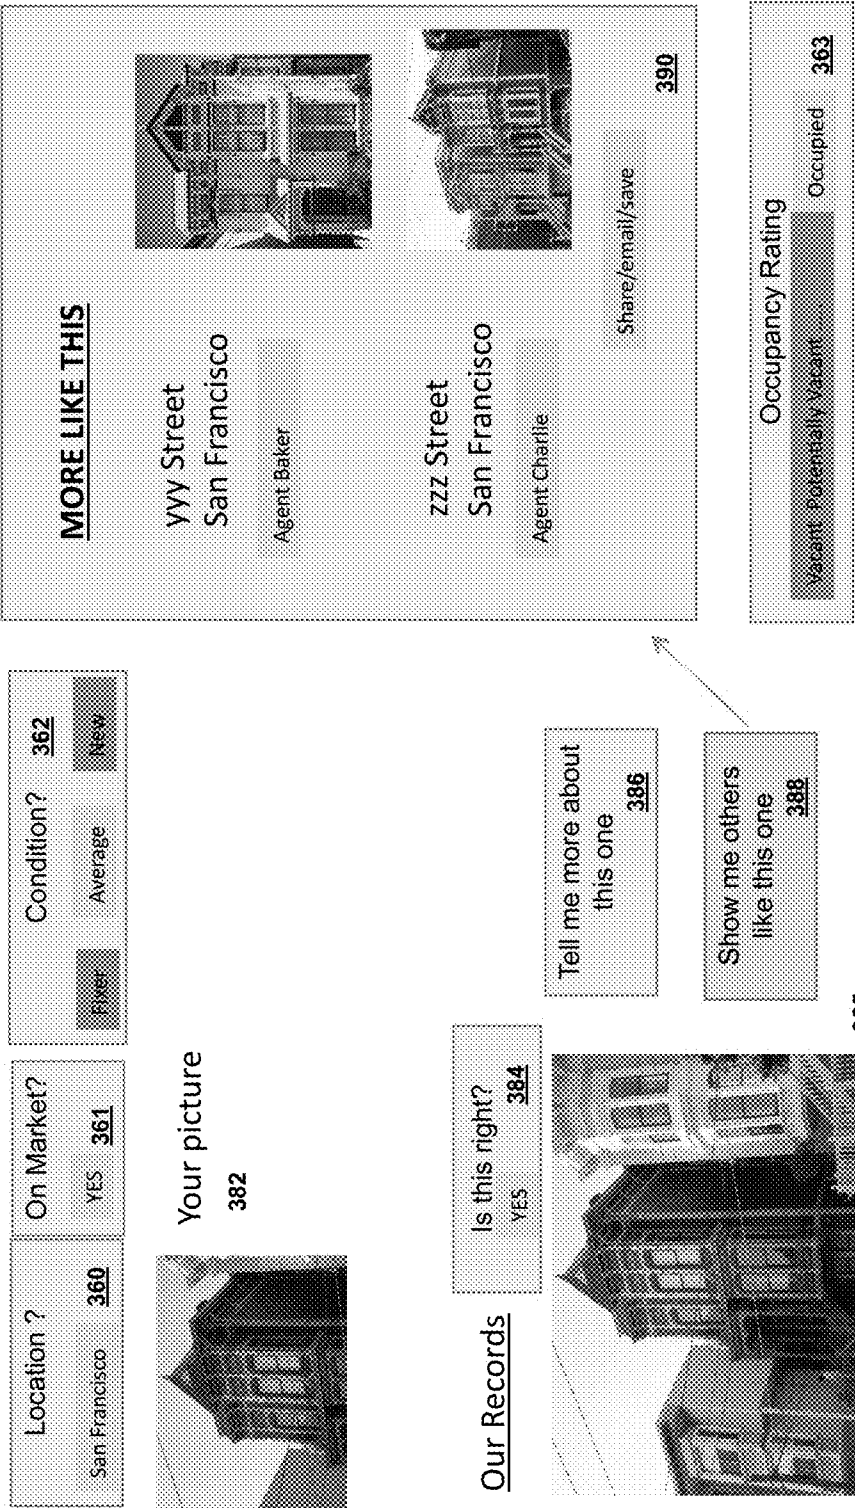 Location ?
San Francisco
360
On Market?
YES
361
Condition?
362
Fixer
Average
New
Your picture
382
Our Records
Is this right?
YES
384
Tell me more about
this one
386
Show me others
like this one
388
MORE LIKE THIS
yyy Street
San Francisco
Agent Baker
zzz Street
San Francisco
Agent Charlie
Share/email/save
390
Occupancy Rating
Vacant Potentially Vacant.....
Occupied
363